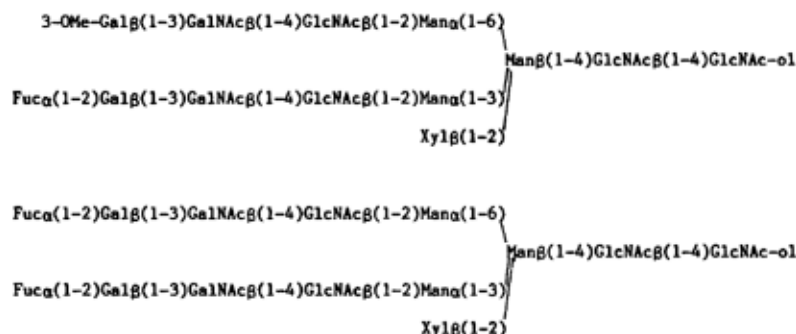 3-OMe-Galβ(1-3)GalNAcβ(1-4)GlcNAcβ(1-2)Manα(1-6)
Manβ(1-4)GlcNAcβ(1-4)GlcNAc-ol
Fucα(1-2)Galβ(1-3)GalNAcβ(1-4)GlcNAcβ(1-2)Manα(1-3)
Xylβ(1-2)
Fucα(1-2)Galβ(1-3)GalNAcβ(1-4)GlcNAcβ(1-2)Manα(1-6)
Manβ(1-4)GlcNAcβ(1-4)GlcNAc-ol
Fucα(1-2)Galβ(1-3)GalNAcβ(1-4)GlcNAcβ(1-2)Manα(1-3)
Xylβ(1-2)